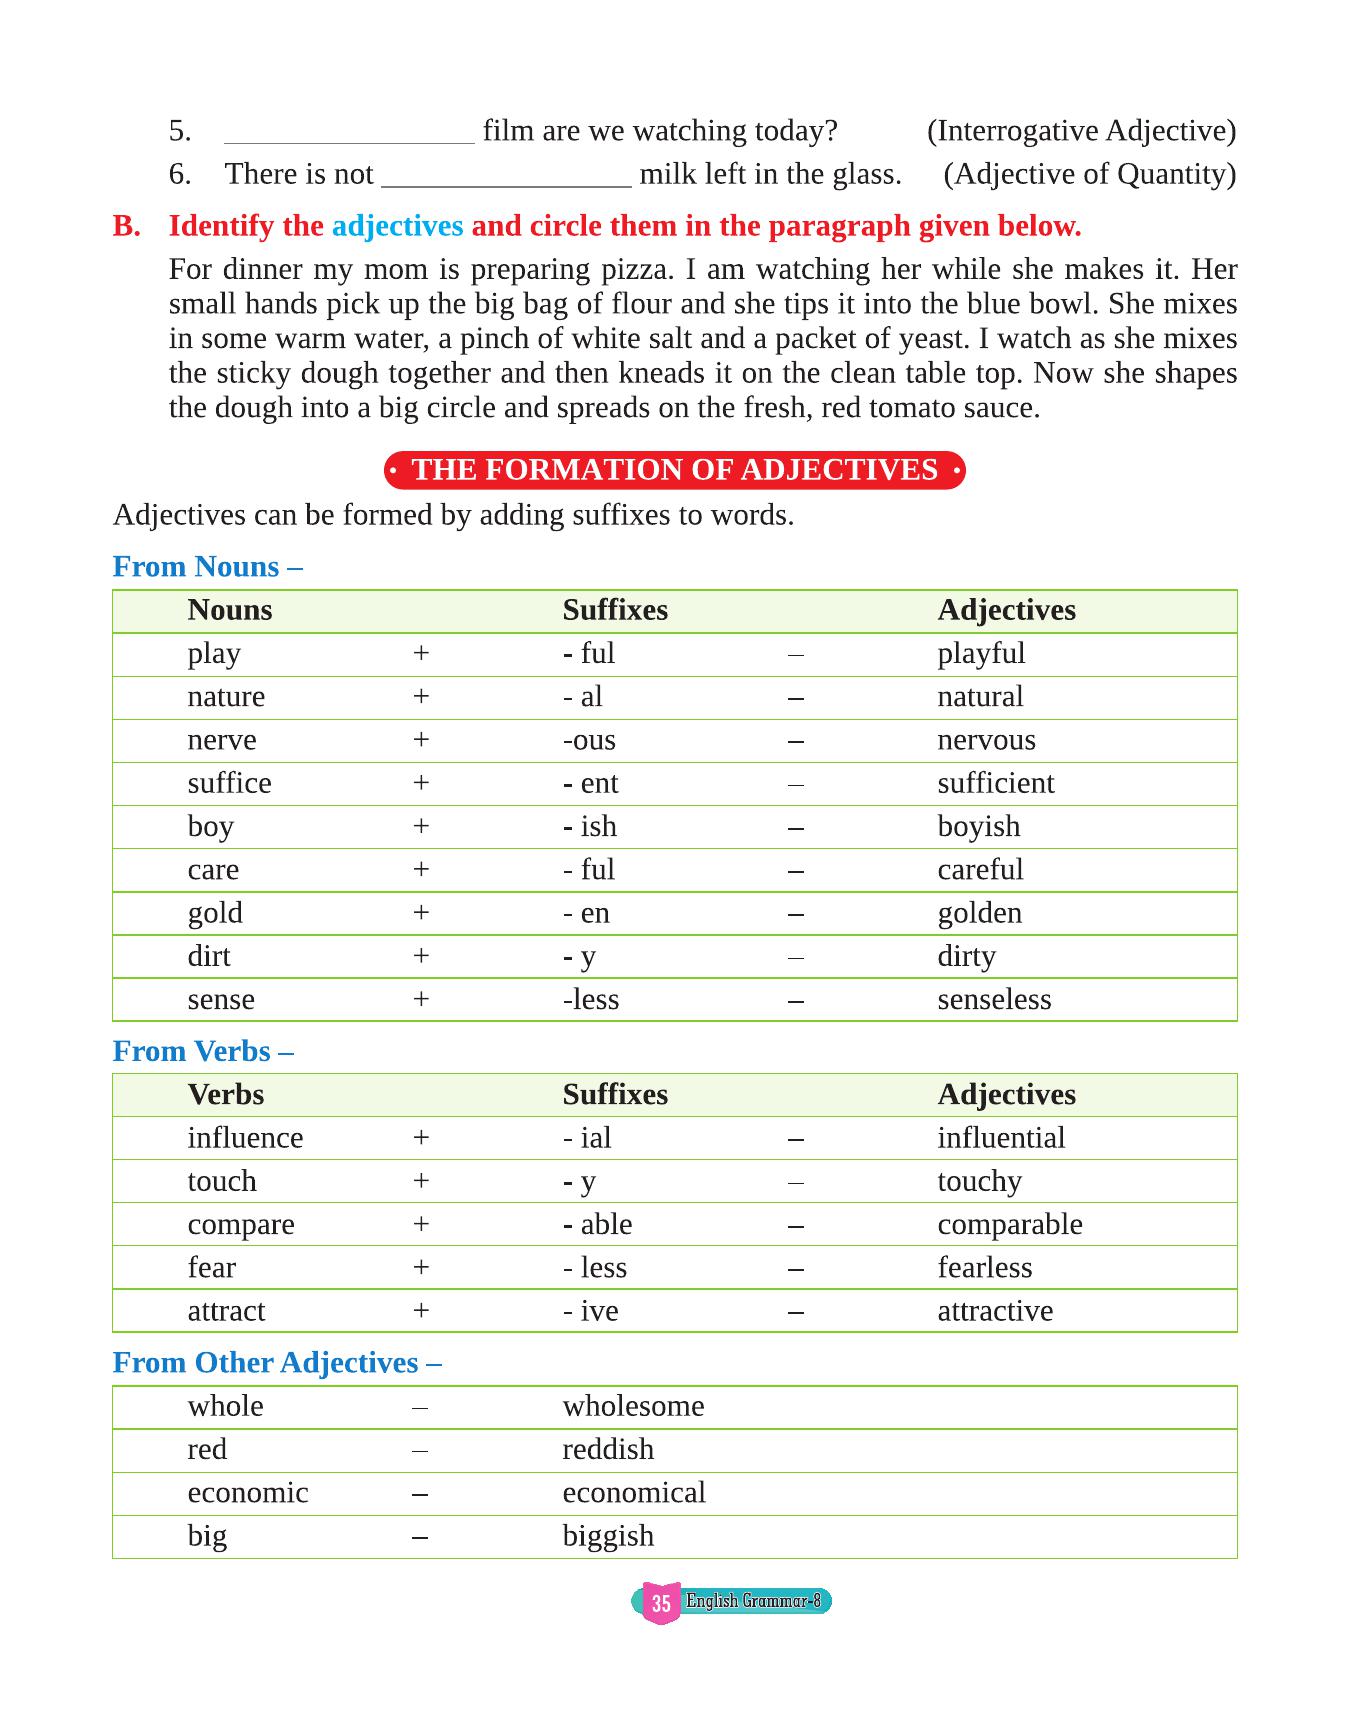 5. ________________ film are we watching today? (Interrogative Adjective)
6. There is not ________________ milk left in the glass. (Adjective of Quantity)
B. Identify the adjectives and circle them in the paragraph given below.
For dinner my mom is preparing pizza. I am watching her while she makes it. Her
small hands pick up the big bag of flour and she tips it into the blue bowl. She mixes
in some warm water, a pinch of white salt and a packet of yeast. I watch as she mixes
the sticky dough together and then kneads it on the clean table top. Now she shapes
the dough into a big circle and spreads on the fresh, red tomato sauce.
• THE FORMATION OF ADJECTIVES •
Adjectives can be formed by adding suffixes to words.
From Nouns –
Nouns Suffixes Adjectives
play + - ful – playful
nature + - al – natural
nerve + -ous – nervous
suffice + - ent – sufficient
boy + - ish – boyish
care + - ful – careful
gold + - en – golden
dirt + - y – dirty
sense + -less – senseless
From Verbs –
Verbs Suffixes Adjectives
influence + - ial – influential
touch + - y – touchy
compare + - able – comparable
fear + - less – fearless
attract + - ive – attractive
From Other Adjectives –
whole – wholesome
red – reddish
economic – economical
big – biggish
35 English Grammar-8